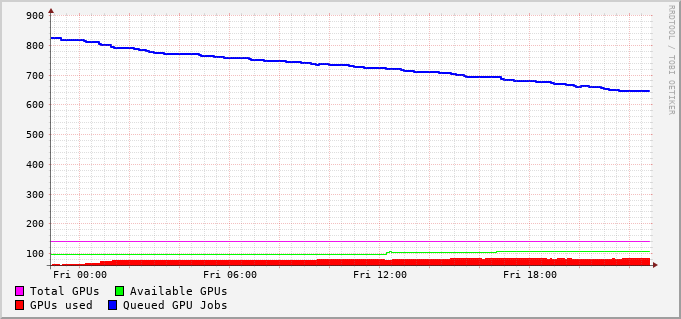 900
800
700
600
500
400
300
200
100
Fri 00:00 Fri 06:00 Fri 12:00 Fri 18:00
Total GPUs Available GPUs
GPUs used Queued GPU Jobs
RRDTOOL / TOBI OETIKER